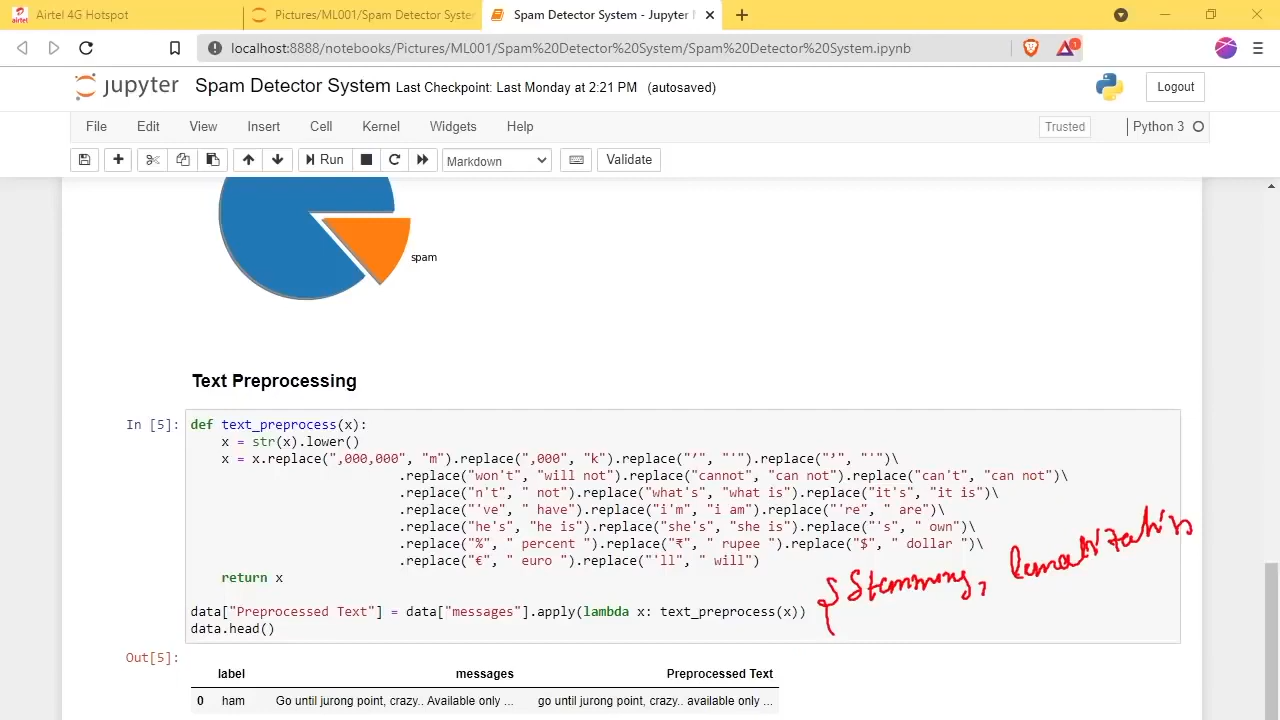 Airtel 4G Hotspot
Pictures/ML001/Spam Detector Syste
Spam Detector System - Jupyter
localhost:8888/notebooks/Pictures/ML001/Spam%20Detector%20System/Spam%20Detector%20System.ipynb
1
jupyter Spam Detector System Last Checkpoint: Last Monday at 2:21 PM (autosaved)
Logout
File Edit View Insert Cell Kernel Widgets Help
Trusted
Python 3
Run
Markdown
Validate
spam
Text Preprocessing
In [5]:
def text_preprocess(x):
x = str(x).lower()
x = x.replace(",000,000", "m").replace(",000", "k").replace("′", "'").replace("’", "'")\
.replace("won't", "will not").replace("cannot", "can not").replace("can't", "can not")\
.replace("n't", " not").replace("what's", "what is").replace("it's", "it is")\
.replace("'ve", " have").replace("i'm", "i am").replace("'re", " are")\
.replace("he's", "he is").replace("she's", "she is").replace("'s", " own")\
.replace("%", " percent ").replace("₹", " rupee ").replace("$", " dollar ")\
.replace("€", " euro ").replace("'ll", " will")
return x
Stemming,
data["Preprocessed Text"] = data["messages"].apply(lambda x: text_preprocess(x))
data.head()
Out[5]:
label messages Preprocessed Text
0 ham Go until jurong point, crazy.. Available only ... go until jurong point, crazy.. available only ...